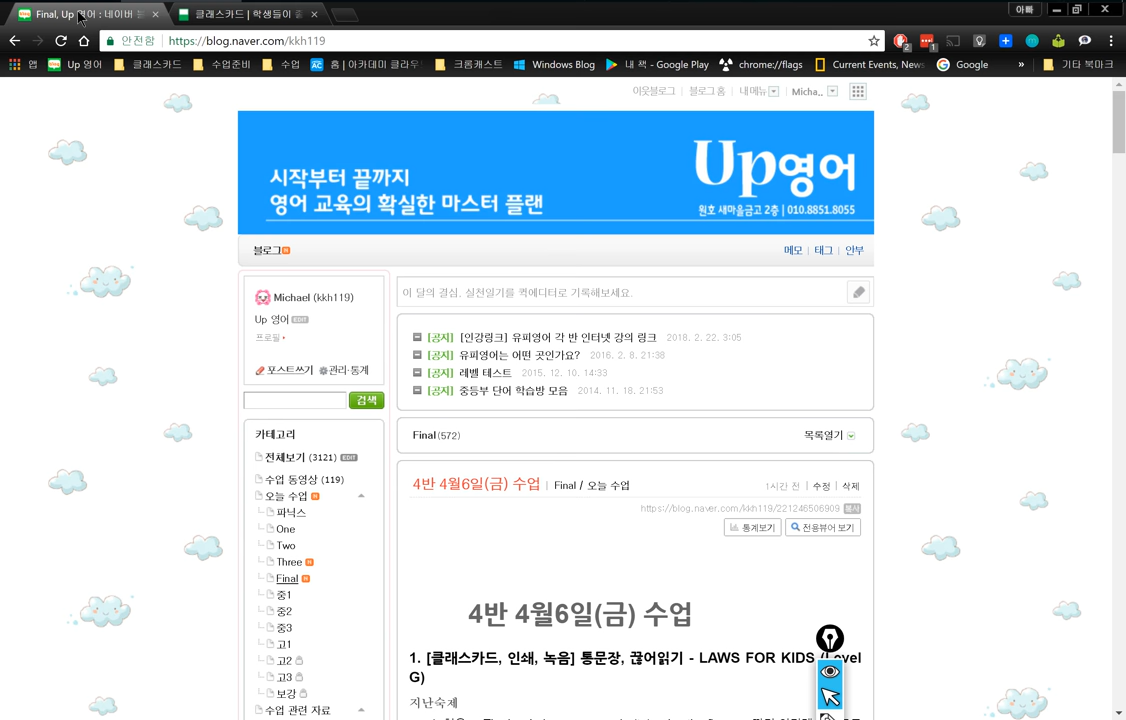 Final, Up 영어 : 네이버 블
클래스카드 | 학생들이 줄
아빠
안전함 https://blog.naver.com/kkh119
2
1
앱
Up 영어
클래스카드
수업준비
수업
홈 | 아카데미 클라우
크롬캐스트
Windows Blog
내 책 - Google Play
chrome://flags
Current Events, News
Google
»
기타 북마크
이웃블로그 | 블로그 홈 | 내 메뉴 | Micha..
Up영어
시작부터 끝까지
영어 교육의 확실한 마스터 플랜
원호 새마을금고 2층 | 010.8851.8055
블로그
메모 | 태그 | 안부
Michael (kkh119)
Up 영어 EDIT
프로필
포스트쓰기 관리·통계
검색
카테고리
전체보기 (3121) EDIT
수업 동영상 (119)
오늘 수업 N
파닉스
One
Two
Three N
Final N
중1
중2
중3
고1
고2
고3
보강
수업 관련 자료
이 달의 결심, 실천일기를 퀵에디터로 기록해보세요.
[공지] [인강링크] 유피영어 각 반 인터넷 강의 링크 2018. 2. 22. 3:05
[공지] 유피영어는 어떤 곳인가요? 2016. 2. 8. 21:38
[공지] 레벨 테스트 2015. 12. 10. 14:33
[공지] 중등부 단어 학습방 모음 2014. 11. 16. 21:53
Final (572)
목록열기
4반 4월6일(금) 수업 | Final / 오늘 수업
1시간 전 | 수정 | 삭제
https://blog.naver.com/kkh119/221246506909 복사
통계보기
전용뷰어 보기
4반 4월6일(금) 수업
1. [클래스카드, 인쇄, 녹음] 통문장, 끊어읽기 - LAWS FOR KIDS (Level
G)
지난숙제